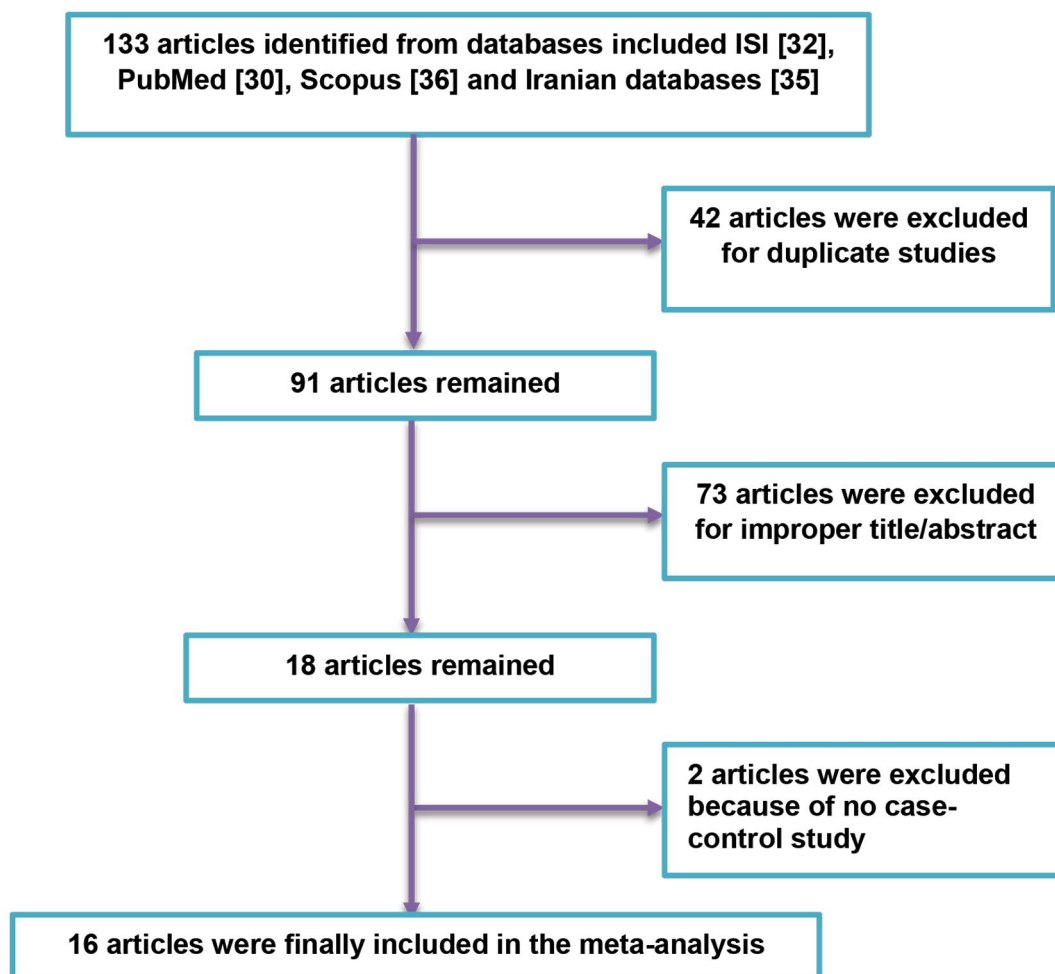 133 articles identified from databases included ISI [32],
PubMed [30], Scopus [36] and Iranian databases [35]
42 articles were excluded
for duplicate studies
91 articles remained
73 articles were excluded
for improper title/abstract
18 articles remained
2 articles were excluded
because of no case-
control study
16 articles were finally included in the meta-analysis